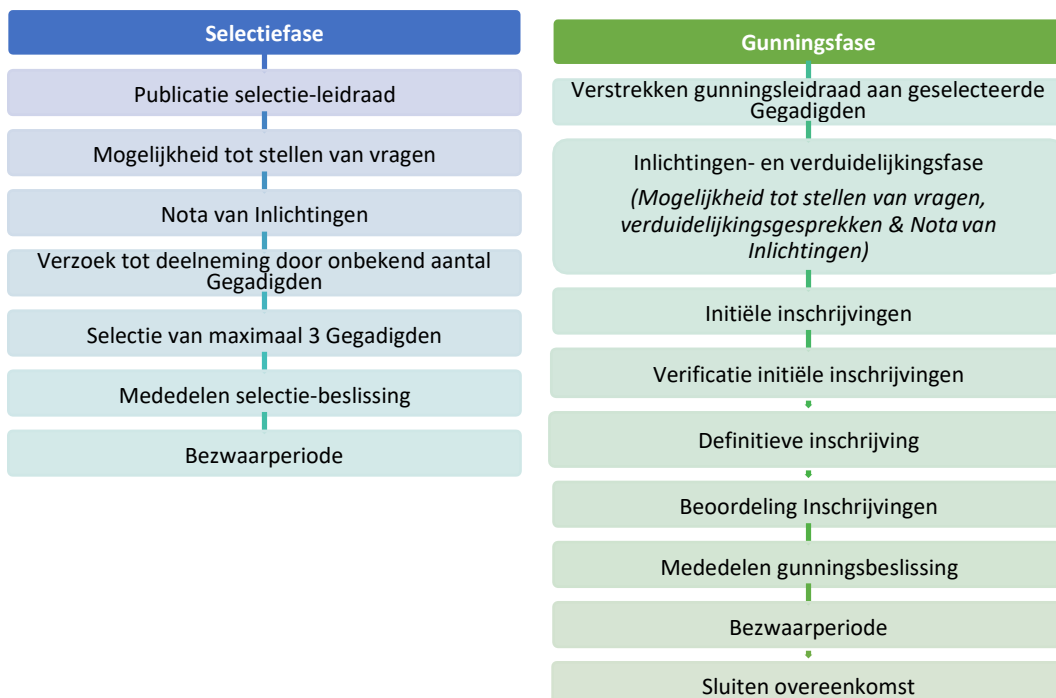 Selectiefase
Publicatie selectie-leidraad
Mogelijkheid tot stellen van vragen
Nota van Inlichtingen
Verzoek tot deelneming door onbekend aantal
Gegadigden
Selectie van maximaal 3 Gegadigden
Mededelen selectie-beslissing
Bezwaarperiode
Gunningsfase
Verstrekken gunningsleidraad aan geselecteerde
Gegadigden
Inlichtingen- en verduidelijkingsfase
(Mogelijkheid tot stellen van vragen,
verduidelijkingsgesprekken & Nota van
Inlichtingen)
Initiële inschrijvingen
Verificatie initiële inschrijvingen
Definitieve inschrijving
Beoordeling Inschrijvingen
Mededelen gunningsbeslissing
Bezwaarperiode
Sluiten overeenkomst